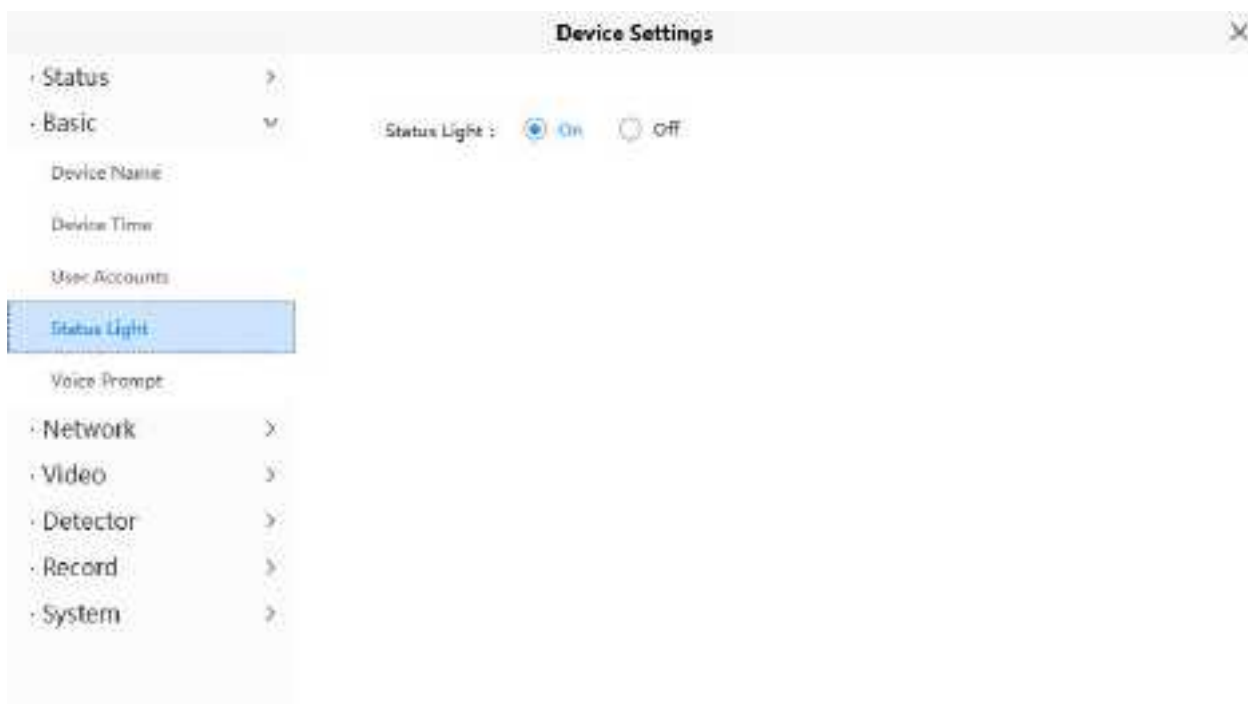 Device Settings
· Status
· Basic
Device Name
Device Time
User Accounts
Status Light
Voice Prompt
· Network
· Video
· Detector
· Record
· System
Status Light : On Off